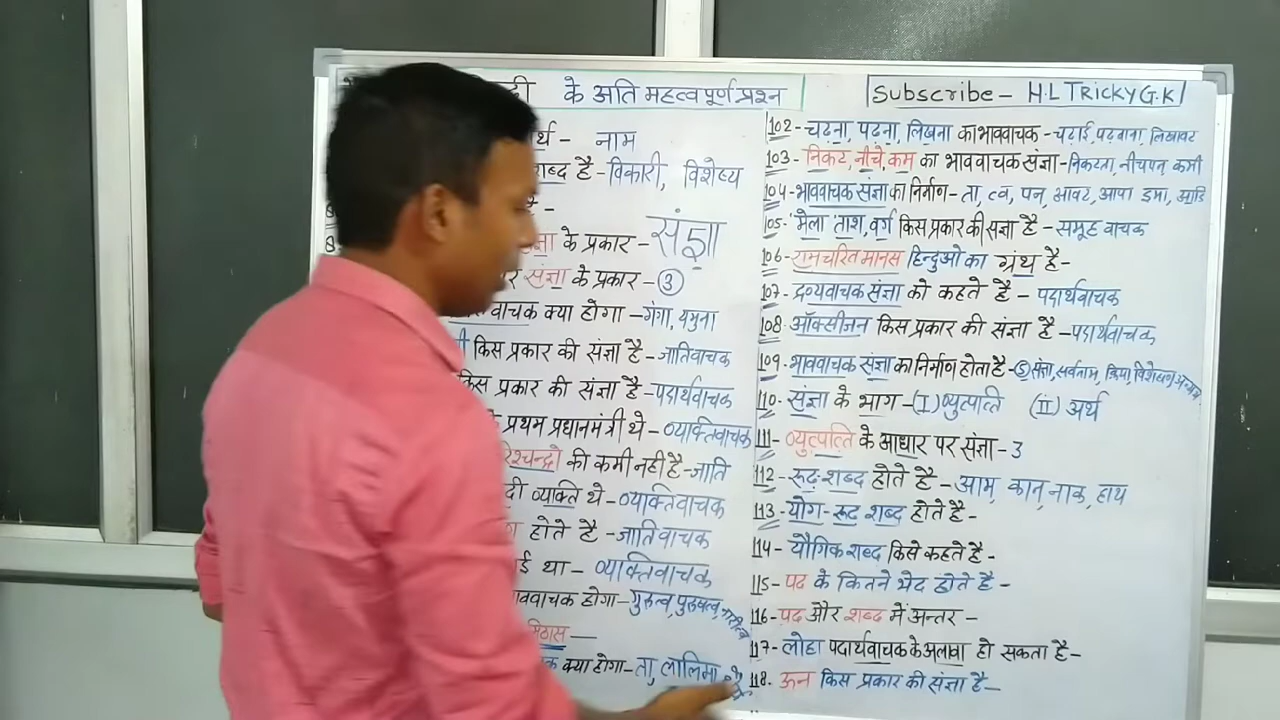 के अति महत्वपूर्ण प्रश्न
Subscribe - H.L TRICKY G.K
र्थ - नाम
शब्द है - विकारी, विशेष्य
के प्रकार - संज्ञा
संज्ञा के प्रकार - ③
वाचक क्या होगा - गंगा, यमुना
किस प्रकार की संज्ञा है - जातिवाचक
किस प्रकार की संज्ञा है - पदार्थवाचक
प्रथम प्रधानमंत्री थे - व्यक्तिवाचक
की कमी नही है - जाति
व्यक्ति थे - व्यक्तिवाचक
होते है - जातिवाचक
था - व्यक्तिवाचक
होगा - गुरुत्व, पुरुषत्व,
मिठास -
क्या होगा - ता, लालिमा
102 - चढ़ना, पढ़ना, लिखना का भाववाचक - चढ़ाई, पढ़वाना, लिखावट
103 - निकट, नीचे, कम का भाववाचक संज्ञा - निकटता, नीचपन, कमी
104 - भाववाचक संज्ञा का निर्माण - ता, त्व, पन, आवट, आपा इमा, आदि
105 - 'मेला' ताश, वर्ग किस प्रकार की संज्ञा है - समूह वाचक
106 - रामचरित मानस हिन्दुओ का ग्रंथ है -
107 - द्रव्यवाचक संज्ञा को कहते है - पदार्थवाचक
108 - ऑक्सीजन किस प्रकार की संज्ञा है - पदार्थवाचक
109 - भाववाचक संज्ञा का निर्माण होता है - ⑤ संज्ञा, सर्वनाम, क्रिया, विशेषण, अव्यय
110 - संज्ञा के भाग - (I) व्युत्पत्ति (II) अर्थ
111 - व्युत्पत्ति के आधार पर संज्ञा - 3
112 - रूढ़-शब्द होते है - आम, कान, नाक, हाथ
113 - योग-रूढ़ शब्द होते है -
114 - यौगिक शब्द किसे कहते है -
115 - पद के कितने भेद होते है -
116 - पद और शब्द में अन्तर -
117 - लोहा पदार्थवाचक के अलावा हो सकता है -
118. ऊन किस प्रकार की संज्ञा है -